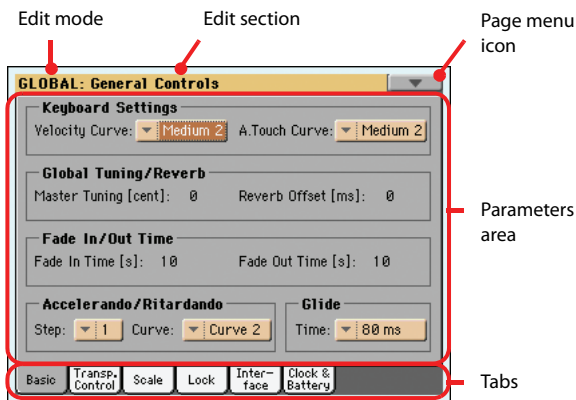 Edit mode
Edit section
Page menu
icon
GLOBAL: General Controls
Keyboard Settings
Velocity Curve: Medium 2 A.Touch Curve: Medium 2
Global Tuning/Reverb
Master Tuning [cent]: 0 Reverb Offset [ms]: 0
Parameters
area
Fade In/Out Time
Fade In Time [s]: 10 Fade Out Time [s]: 10
Accelerando/Ritardando
Glide
Step: 1 Curve: Curve 2 Time: 80 ms
Basic
Transp.
Control
Scale
Lock
Inter-
face
Clock &
Battery
Tabs